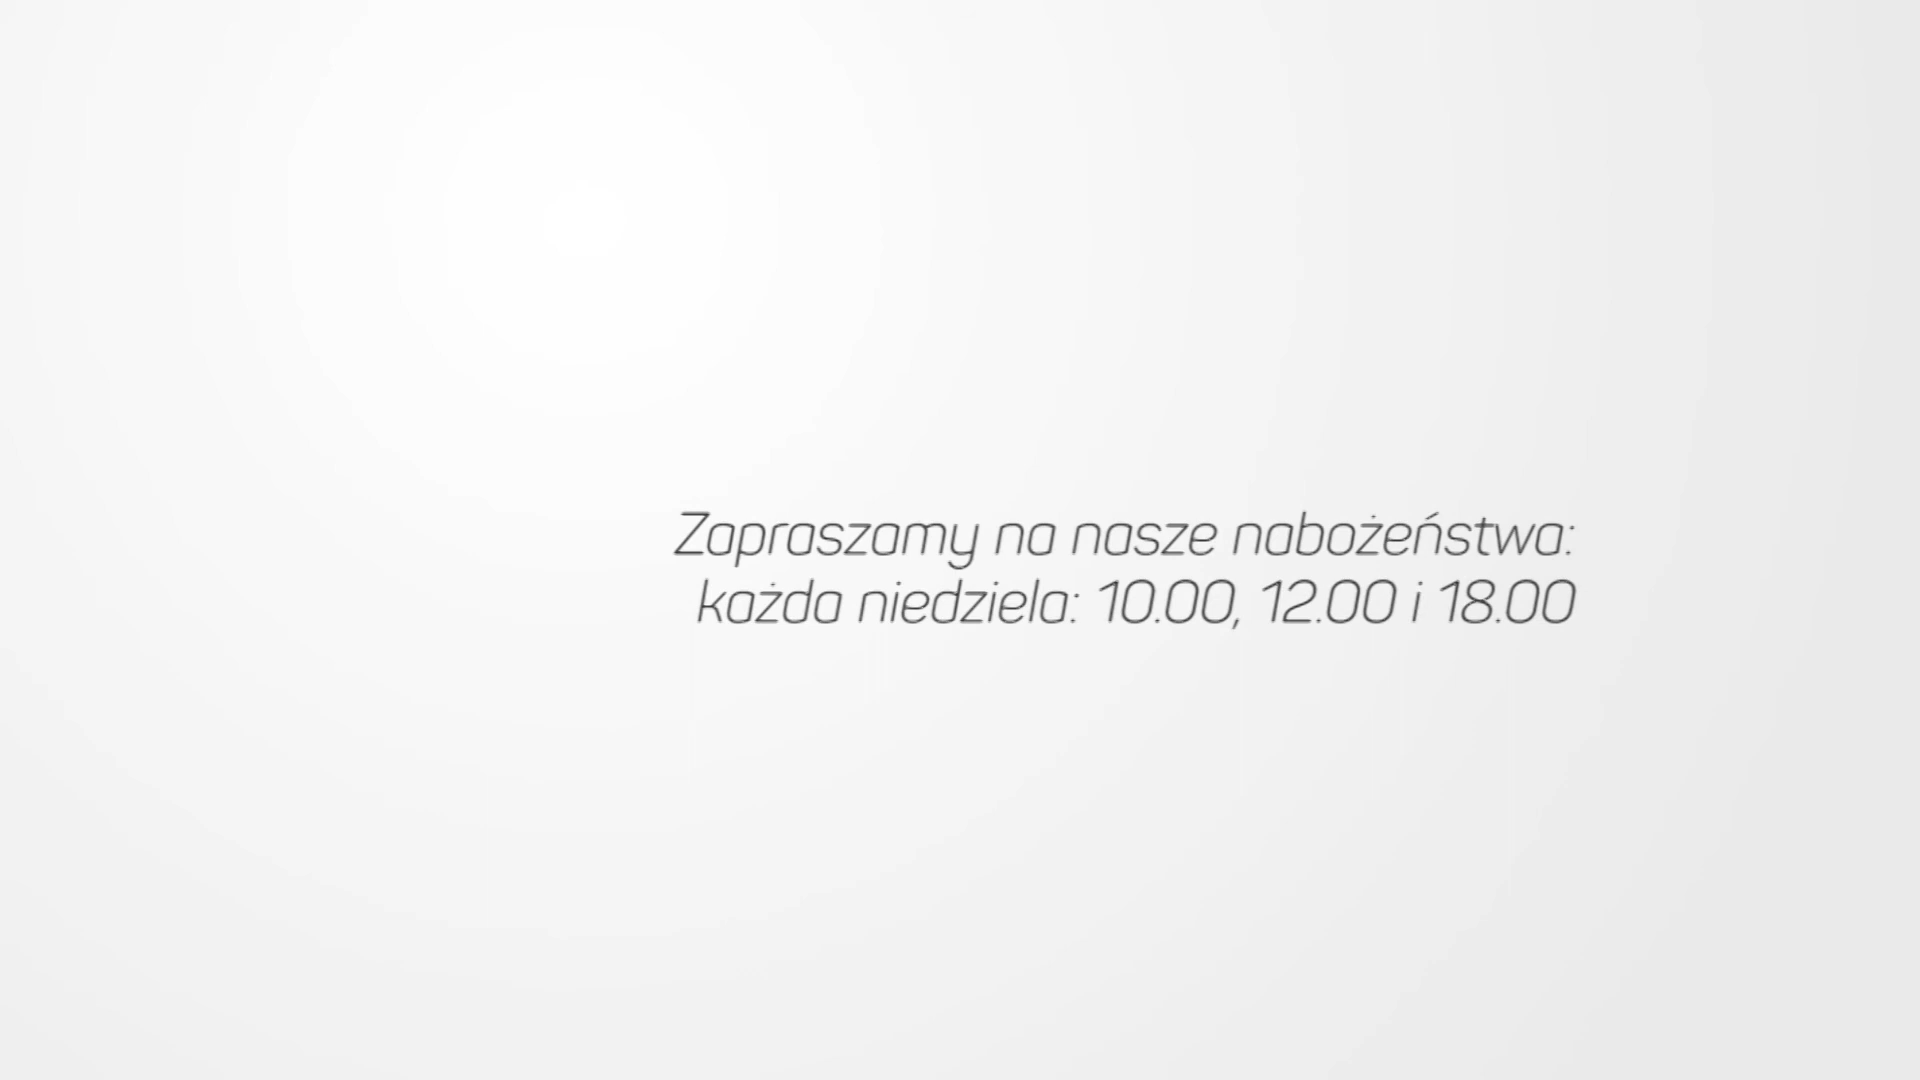 Zapraszamy na nasze nabożeństwa:
każda niedziela: 10.00, 12.00 i 18.00